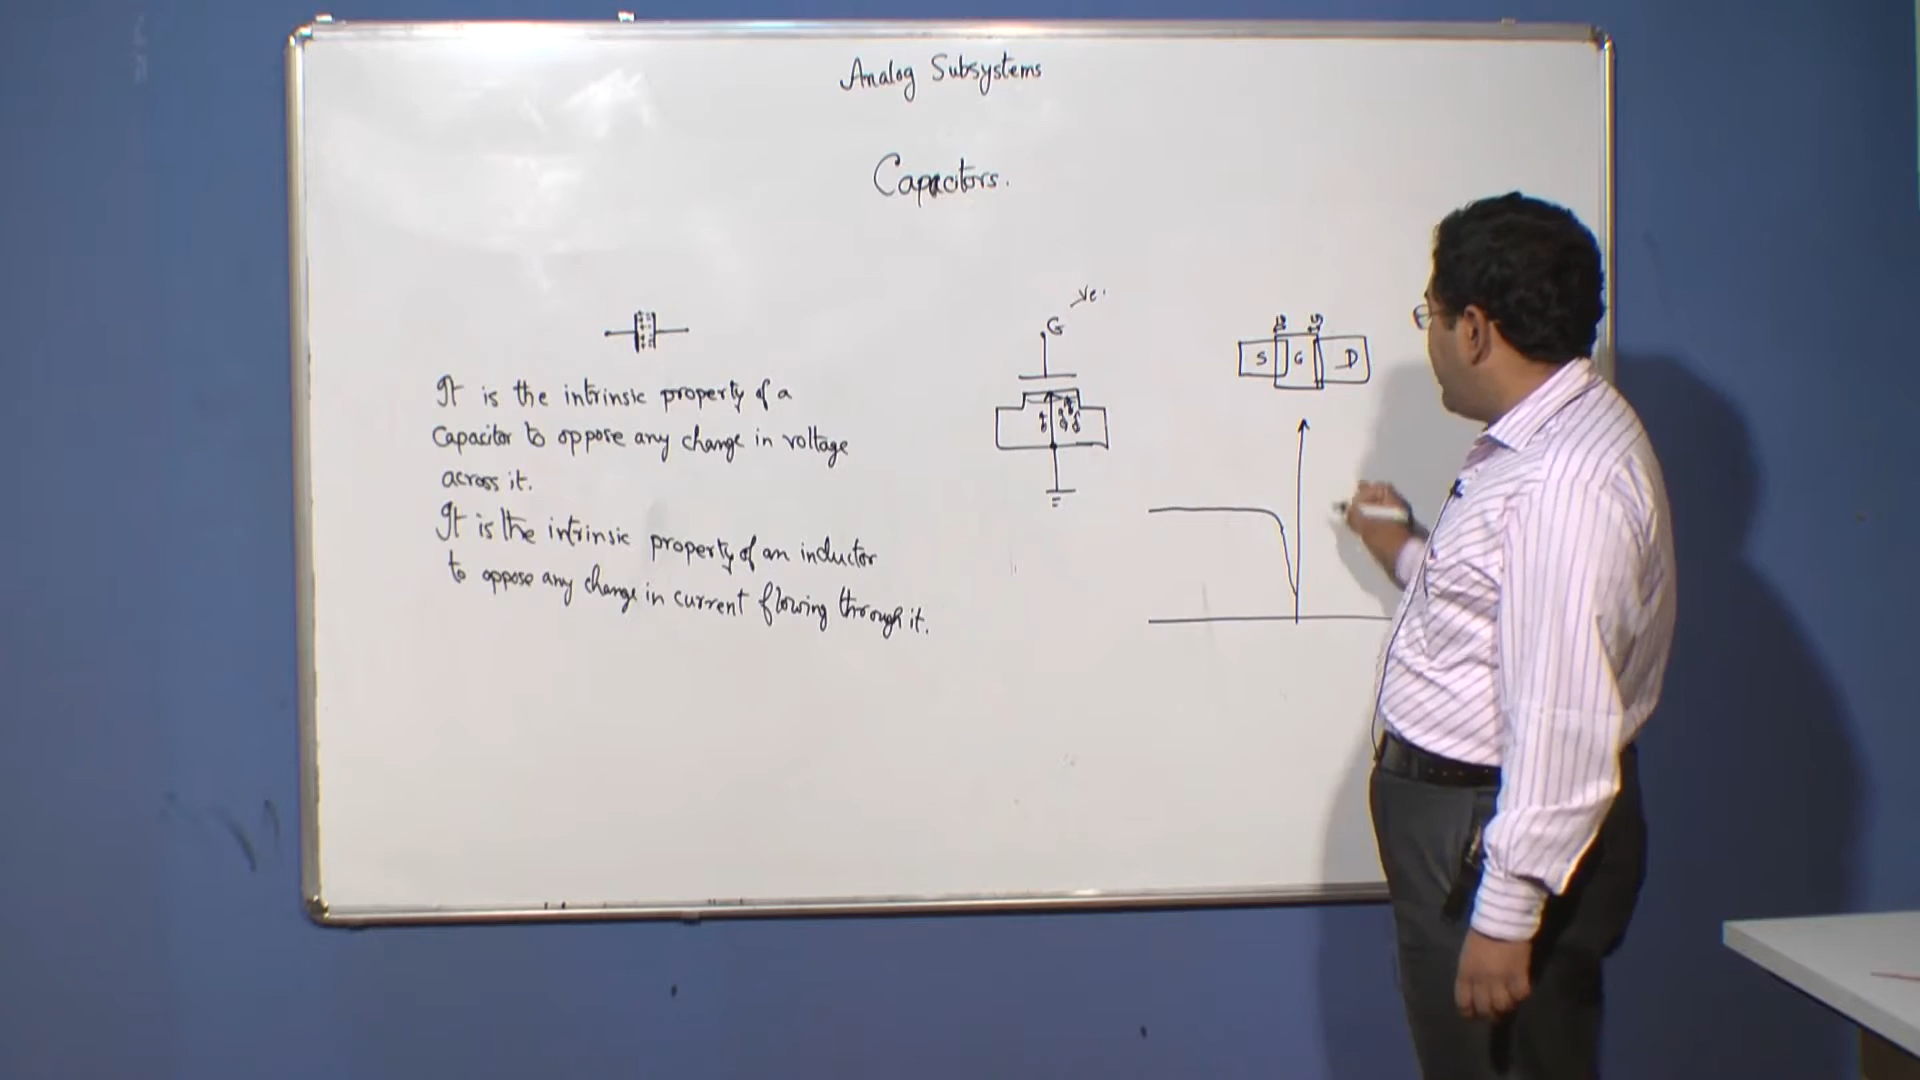 Analog Subsystems
Capacitors.
It is the intrinsic property of a
Capacitor to oppose any change in voltage
across it.
It is the intrinsic property of an inductor
to oppose any change in current flowing through it.
ve.
G
S G D